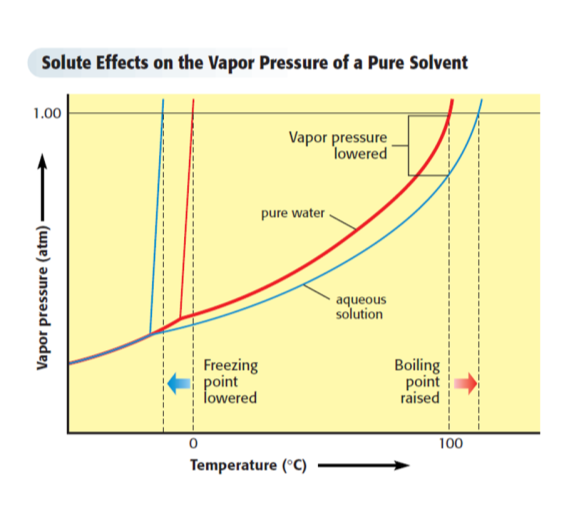 Solute Effects on the Vapor Pressure of a Pure Solvent
1.00
Vapor pressure
lowered
pure water
aqueous
solution
Vapor pressure (atm)
Freezing
point
lowered
Boiling
point
raised
0
100
Temperature (°C)